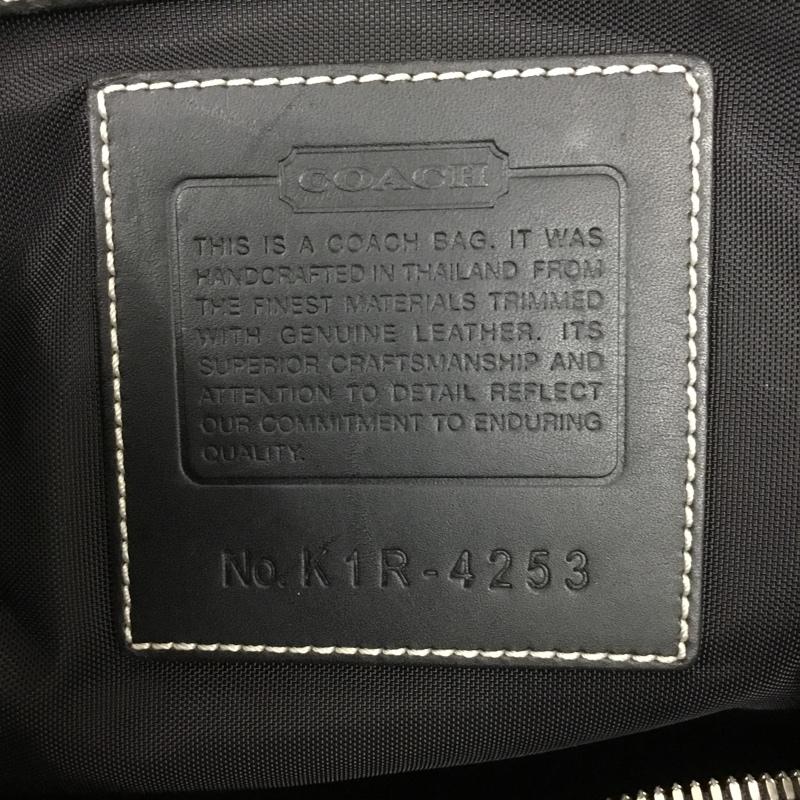 COACH
THIS IS A COACH BAG. IT WAS
HANDCRAFTED IN THAILAND FROM
THE FINEST MATERIALS TRIMMED
WITH GENUINE LEATHER. ITS
SUPERIOR CRAFTSMANSHIP AND
ATTENTION TO DETAIL REFLECT
OUR COMMITMENT TO ENDURING
QUALITY.
No. K1R-4253